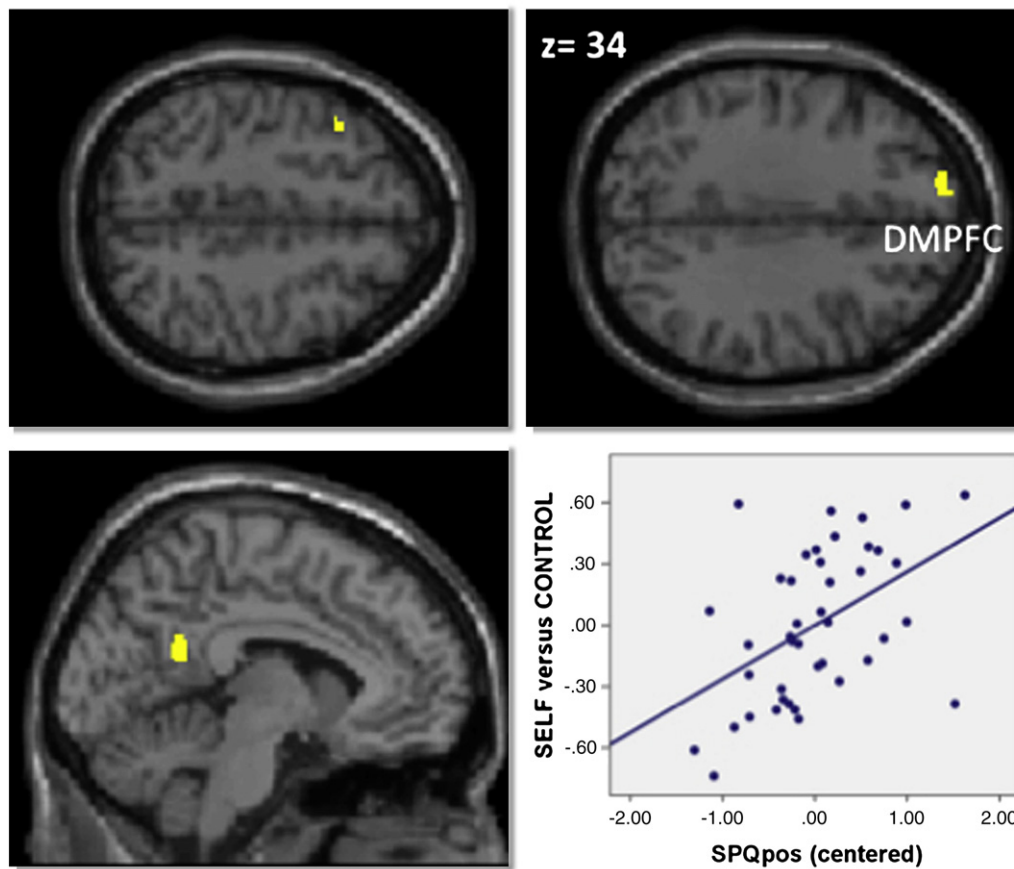 z= 34
DMPFC
SELF versus CONTROL
.60
.30
.00
-.30
-.60
-2.00 -1.00 .00 1.00 2.00
SPQpos (centered)